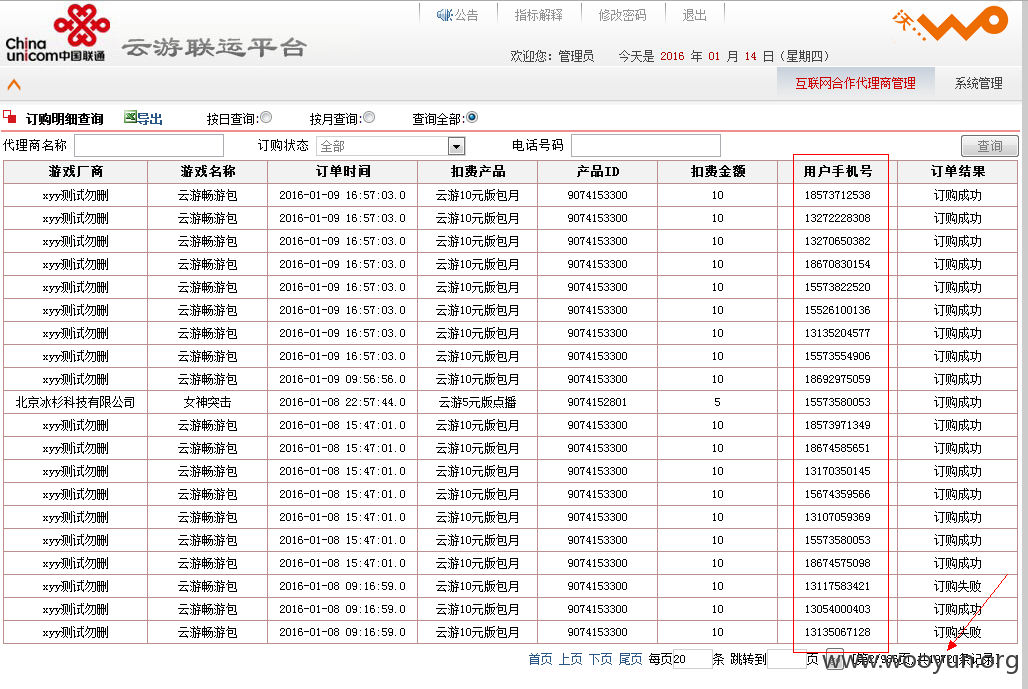 China
unicom中国联通
云游联运平台
公告 指标解释 修改密码 退出
沃 wo
欢迎您: 管理员 今天是 2016 年 01 月 14 日 (星期四)
互联网合作代理商管理 系统管理
订购明细查询 导出 按日查询: 按月查询: 查询全部:
代理商名称 订购状态 全部 电话号码 查询
游戏厂商 游戏名称 订单时间 扣费产品 产品ID 扣费金额 用户手机号 订单结果
xyy测试勿删 云游畅游包 2016-01-09 16:57:03.0 云游10元版包月 9074153300 10 18573712538 订购成功
xyy测试勿删 云游畅游包 2016-01-09 16:57:03.0 云游10元版包月 9074153300 10 13272228308 订购成功
xyy测试勿删 云游畅游包 2016-01-09 16:57:03.0 云游10元版包月 9074153300 10 13270650382 订购成功
xyy测试勿删 云游畅游包 2016-01-09 16:57:03.0 云游10元版包月 9074153300 10 18670830154 订购成功
xyy测试勿删 云游畅游包 2016-01-09 16:57:03.0 云游10元版包月 9074153300 10 15573822520 订购成功
xyy测试勿删 云游畅游包 2016-01-09 16:57:03.0 云游10元版包月 9074153300 10 15526100136 订购成功
xyy测试勿删 云游畅游包 2016-01-09 16:57:03.0 云游10元版包月 9074153300 10 13135204577 订购成功
xyy测试勿删 云游畅游包 2016-01-09 16:57:03.0 云游10元版包月 9074153300 10 15573554906 订购成功
xyy测试勿删 云游畅游包 2016-01-09 09:56:56.0 云游10元版包月 9074153300 10 18692975059 订购成功
北京冰杉科技有限公司 女神突击 2016-01-08 22:57:44.0 云游5元版点播 9074152801 5 15573580053 订购成功
xyy测试勿删 云游畅游包 2016-01-08 15:47:01.0 云游10元版包月 9074153300 10 18573971349 订购成功
xyy测试勿删 云游畅游包 2016-01-08 15:47:01.0 云游10元版包月 9074153300 10 18674585651 订购成功
xyy测试勿删 云游畅游包 2016-01-08 15:47:01.0 云游10元版包月 9074153300 10 13170350145 订购成功
xyy测试勿删 云游畅游包 2016-01-08 15:47:01.0 云游10元版包月 9074153300 10 15674359566 订购成功
xyy测试勿删 云游畅游包 2016-01-08 15:47:01.0 云游10元版包月 9074153300 10 13107059369 订购成功
xyy测试勿删 云游畅游包 2016-01-08 15:47:01.0 云游10元版包月 9074153300 10 15573580053 订购成功
xyy测试勿删 云游畅游包 2016-01-08 15:47:01.0 云游10元版包月 9074153300 10 18674575098 订购成功
xyy测试勿删 云游畅游包 2016-01-08 09:16:59.0 云游10元版包月 9074153300 10 13117583421 订购失败
xyy测试勿删 云游畅游包 2016-01-08 09:16:59.0 云游10元版包月 9074153300 10 13054000403 订购成功
xyy测试勿删 云游畅游包 2016-01-08 09:16:59.0 云游10元版包月 9074153300 10 13135067128 订购失败
首页 上页 下页 尾页 每页20 条 跳转到 页
www.wooyun.org